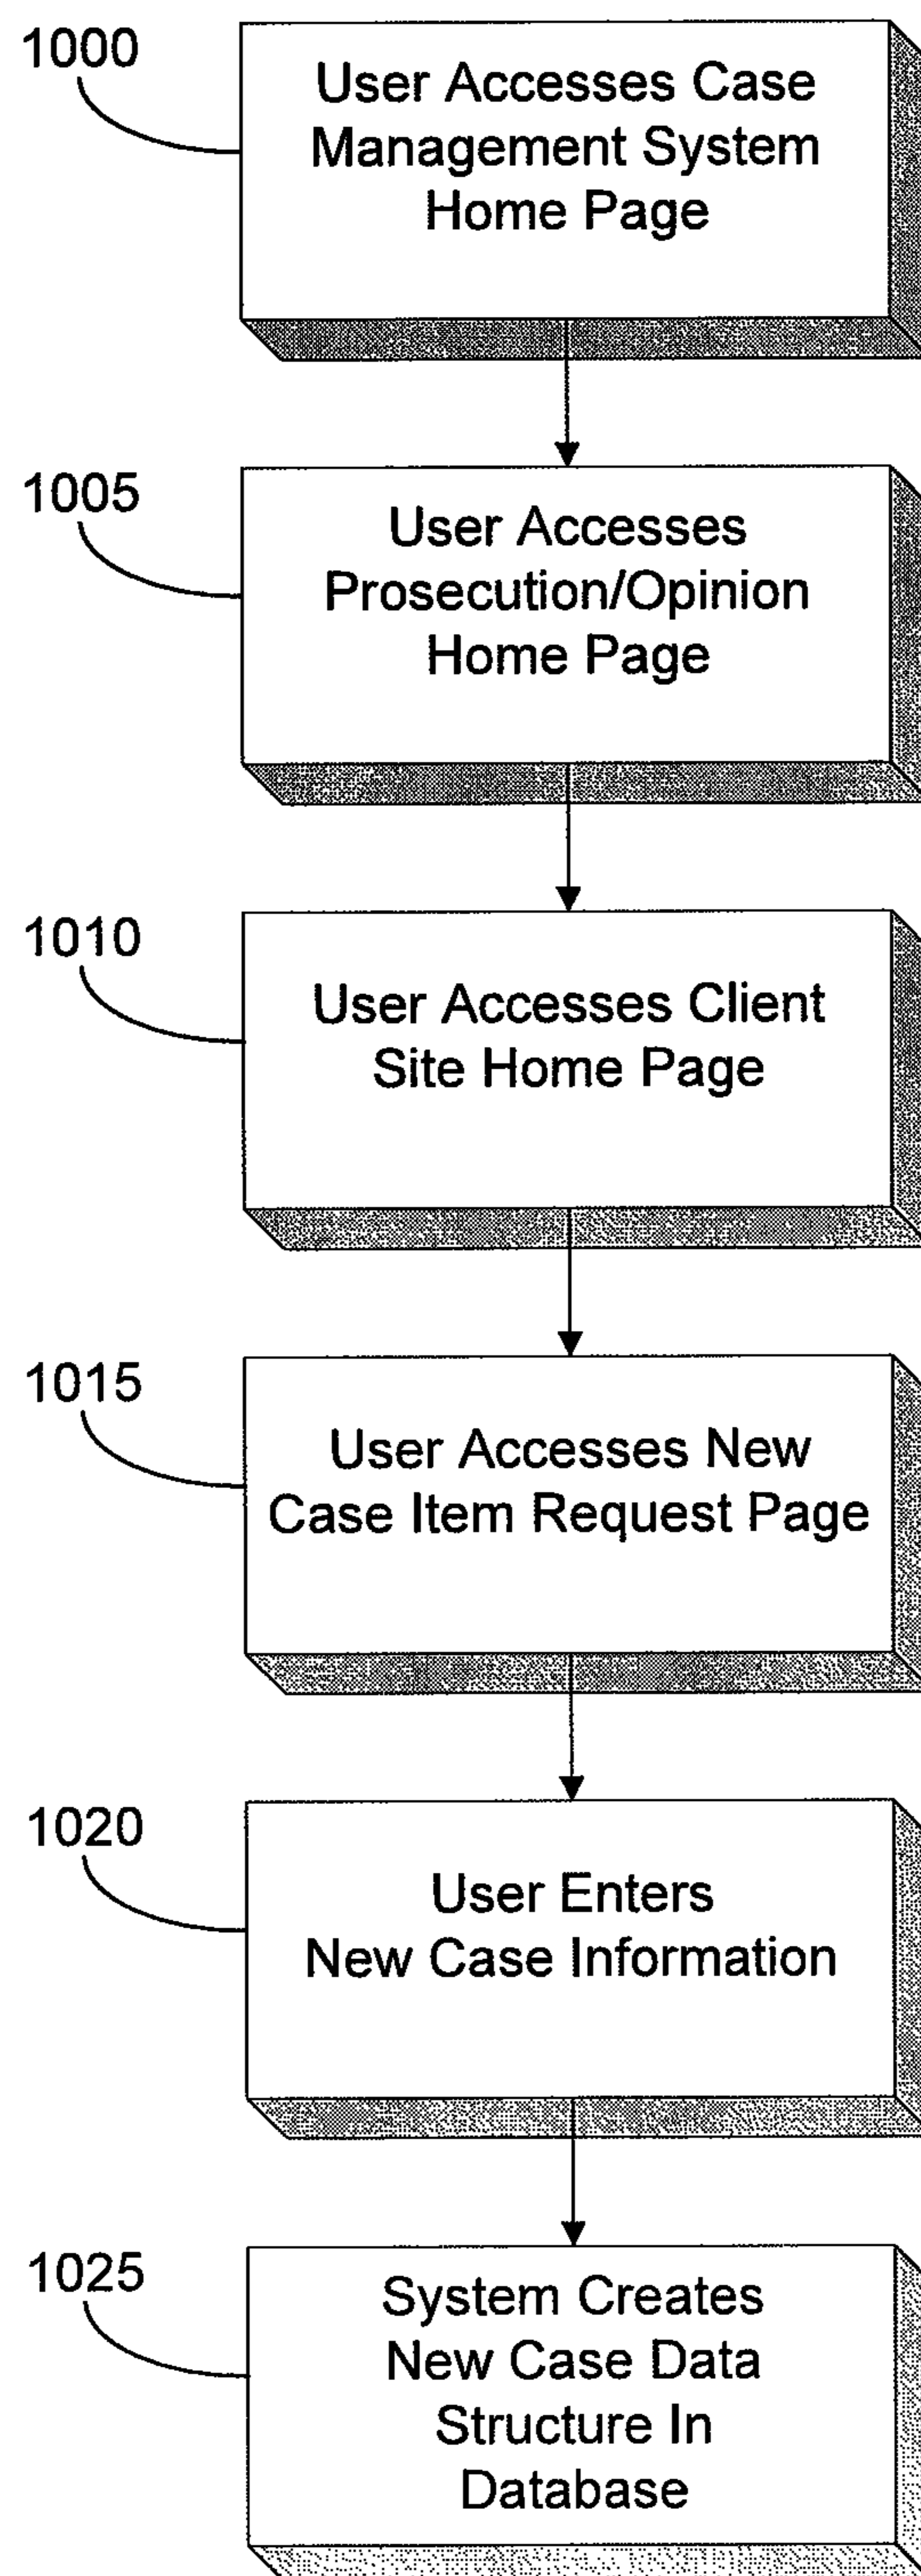 1000
User Accesses Case
Management System
Home Page
1005
User Accesses
Prosecution/Opinion
Home Page
1010
User Accesses Client
Site Home Page
1015
User Accesses New
Case Item Request Page
1020
User Enters
New Case Information
1025
System Creates
New Case Data
Structure In
Database